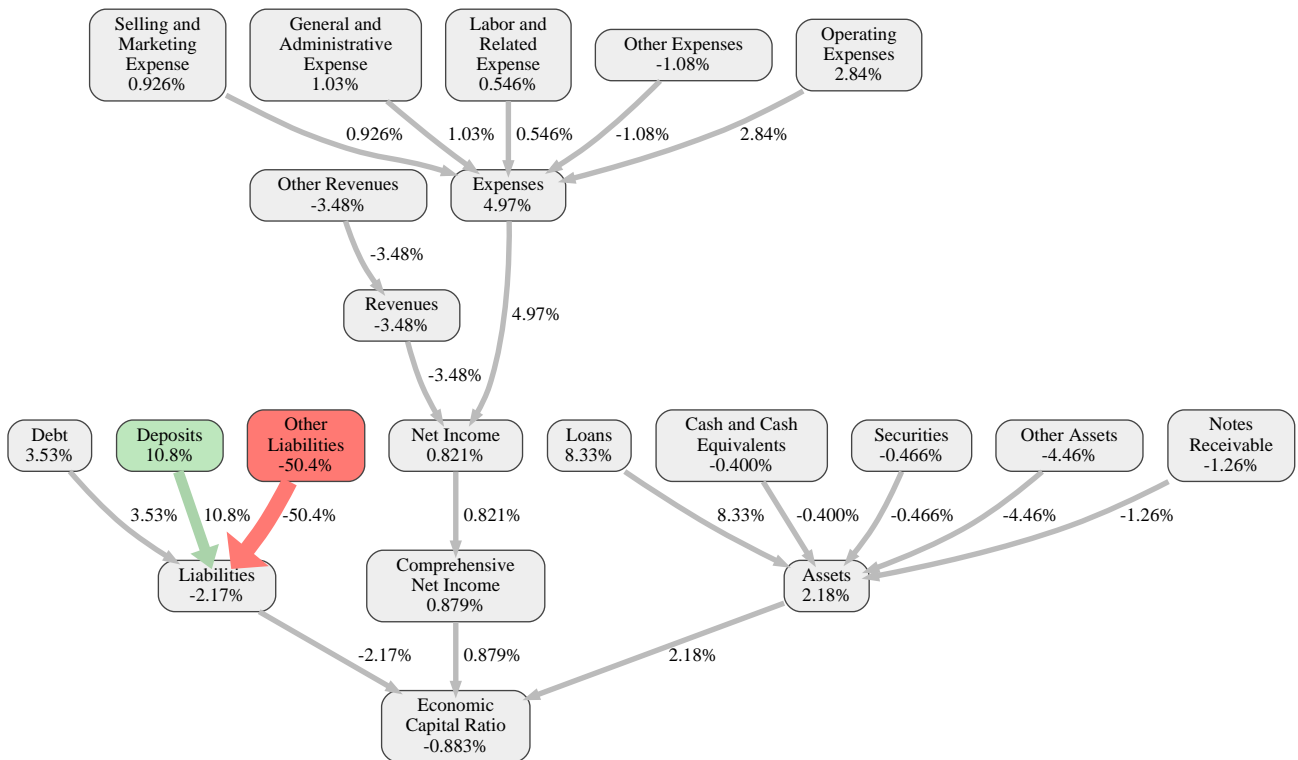 Selling and
Marketing
Expense
0.926%
General and
Administrative
Expense
1.03%
Labor and
Related
Expense
0.546%
Other Expenses
-1.08%
Operating
Expenses
2.84%
0.926%
1.03%
0.546%
-1.08%
2.84%
Other Revenues
-3.48%
Expenses
4.97%
-3.48%
Revenues
-3.48%
4.97%
-3.48%
Debt
3.53%
Deposits
10.8%
Other
Liabilities
-50.4%
Net Income
0.821%
Loans
8.33%
Cash and Cash
Equivalents
-0.400%
Securities
-0.466%
Other Assets
-4.46%
Notes
Receivable
-1.26%
3.53%
10.8%
-50.4%
0.821%
8.33%
-0.400%
-0.466%
-4.46%
-1.26%
Liabilities
-2.17%
Comprehensive
Net Income
0.879%
Assets
2.18%
-2.17%
0.879%
2.18%
Economic
Capital Ratio
-0.883%